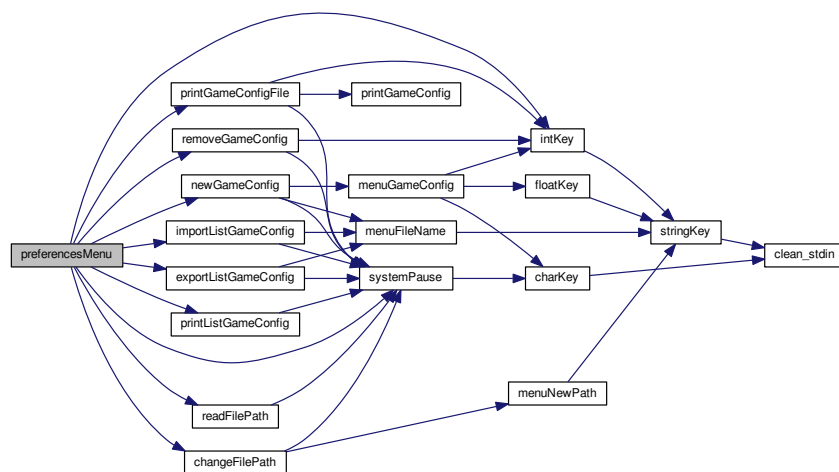 printGameConfigFile
printGameConfig
removeGameConfig
intKey
newGameConfig
menuGameConfig
floatKey
importListGameConfig
menuFileName
stringKey
preferencesMenu
clean_stdin
exportListGameConfig
systemPause
charKey
printListGameConfig
menuNewPath
readFilePath
changeFilePath